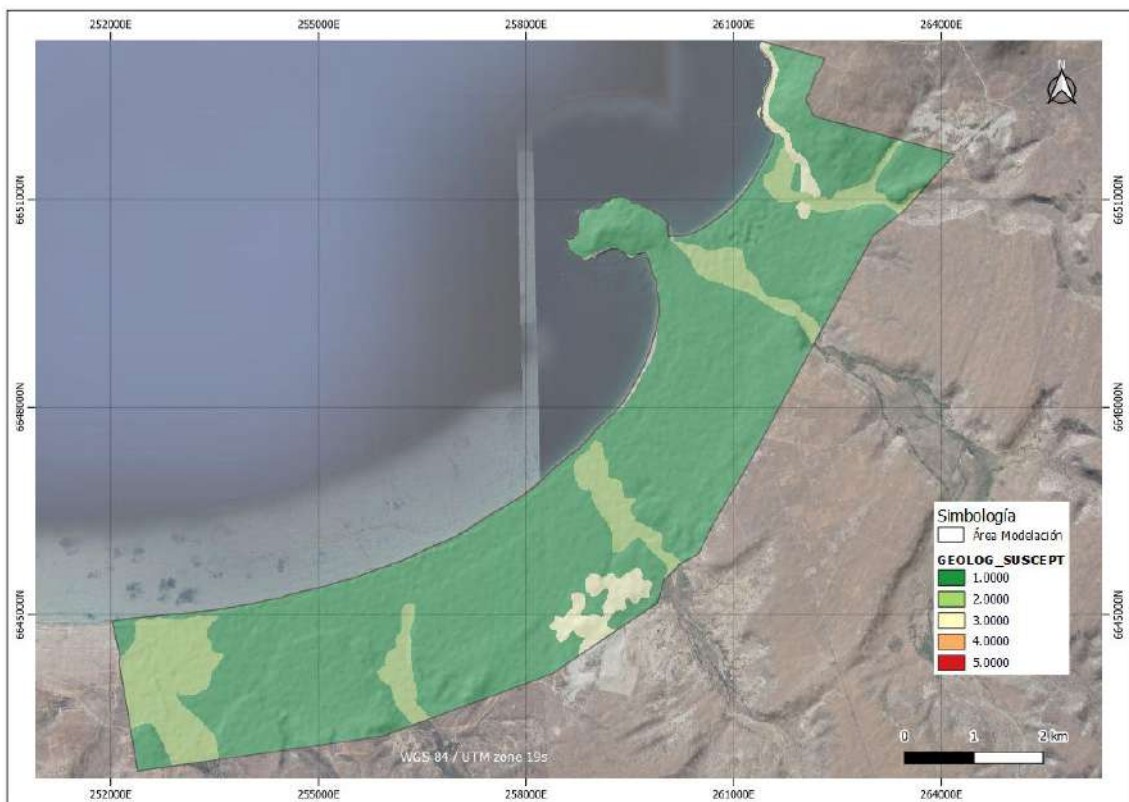 252000E 255000E 258000E 261000E 264000E
N
6651000N 6651000N
6648000N 6648000N
6645000N 6645000N
Simbología
Área Modelación
GEOLOG_SUSCEPT
1.0000
2.0000
3.0000
4.0000
5.0000
WGS 84 / UTM zone 19s
0 1 2 km
252000E 255000E 258000E 261000E 264000E